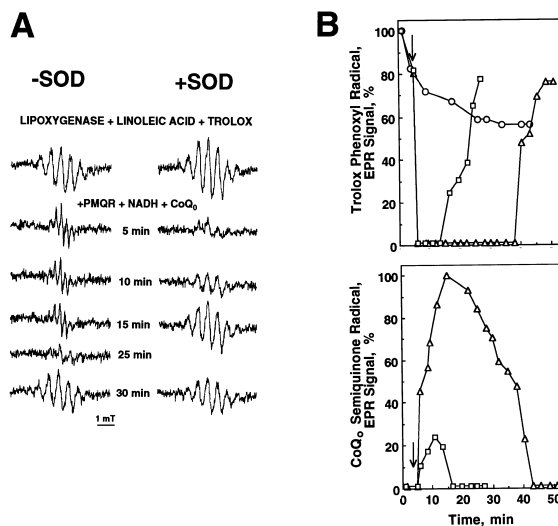 A
B
-SOD
+SOD
LIPOXYGENASE + LINOLEIC ACID + TROLOX
+PMQR + NADH + CoQ₀
5 min
10 min
15 min
25 min
30 min
1 mT
Trolox Phenoxyl Radical,
EPR Signal, %
100
80
60
40
20
0
CoQ₀ Semiquinone Radical,
EPR Signal, %
100
80
60
40
20
0
10 20 30 40 50
Time, min